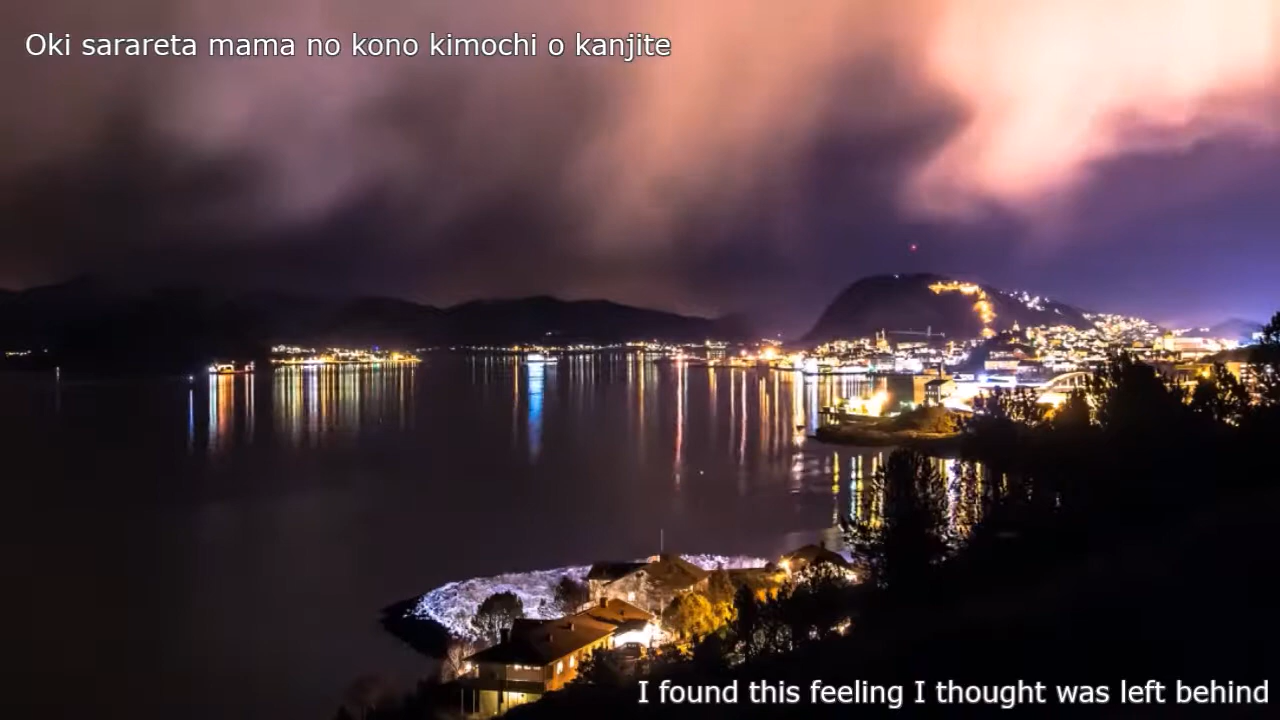 Oki sarareta mama no kono kimochi o kanjite
I found this feeling I thought was left behind